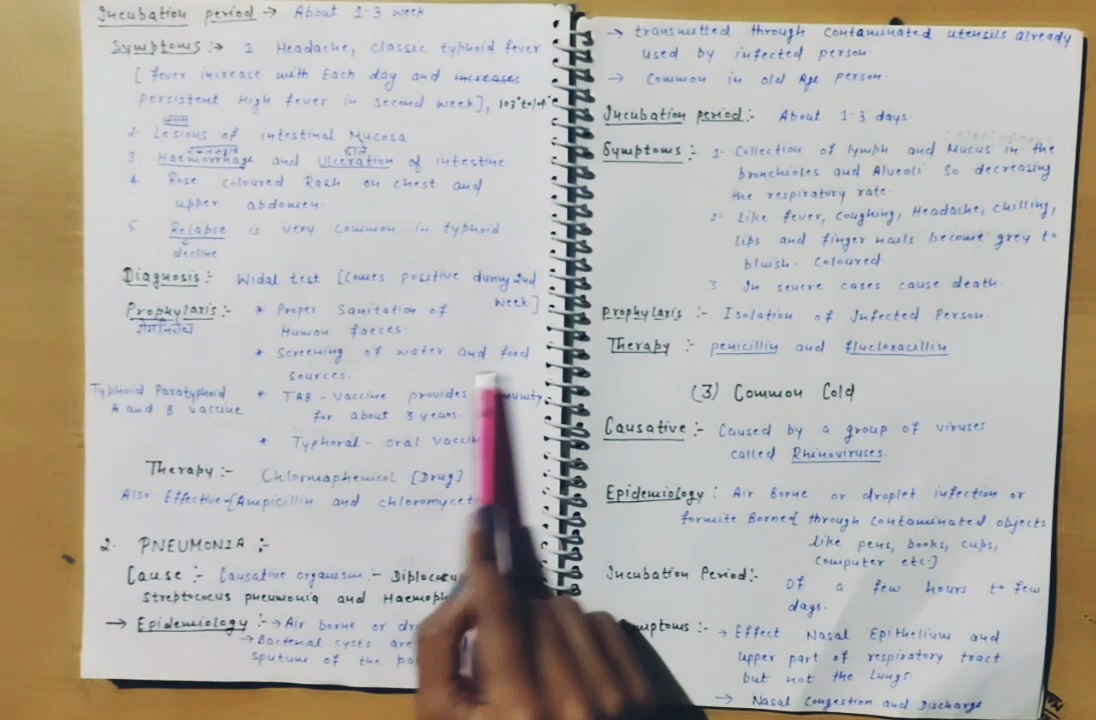 Incubation period → About 1-3 week
Symptoms :→ 1 Headache, classic typhoid fever
[ fever increase with Each day and increases
persistent High fever in second week],
2. Lesions of intestinal Mucosa
3 Haemorrhage and Ulceration of intestine.
4 Rose coloured Rash on chest and
upper abdomen.
5 Relapse is very common in typhoid
decline
Diagnosis :- Widal test [Comes positive during 2nd
week]
Prophylaxis :- * Proper Sanitation of
Human faeces.
* Screening of water and food
sources.
Typhoid Paratyphoid
A and B vaccine
* TAB - Vaccine provides
for about 3 years.
* Typhoral - oral
Therapy :- Chlormaphenicol [Drug]
Also Effective-[Ampicillin and
2. PNEUMONIA :-
Cause :- Causative organism :-
Streptococus pneumonia and
→ Epidemiology :- → Air borne or
→ Bacterial cysts are
sputum of the
→ transmitted through contaminated utensils already
used by infected person.
→ Common in old Age person.
Incubation period :- About 1-3 days.
Symptoms :- 1. Collection of lymph and Mucus in the
bronchioles and Alveoli so decreasing
the respiratory rate.
2. Like fever, Coughing, Headache, chilling,
lips and finger nails become grey to
bluish - coloured.
3. In severe cases cause death.
prophylaxis :- Isolation of Infected Person.
Therapy :- penicillin and flucloxacillin
(3) Common Cold
Causative :- Caused by a group of viruses
called Rhinoviruses.
Epidemiology : Air Borne or droplet infection or
formite Borne[ through contaminated objects
like pens, books, cups,
Computer etc.]
Incubation Period :- Of a few hours to few
days.
→ Effect Nasal Epithelium and
upper part of respiratory tract
but not the lungs.
→ Nasal Congestion and Discharge